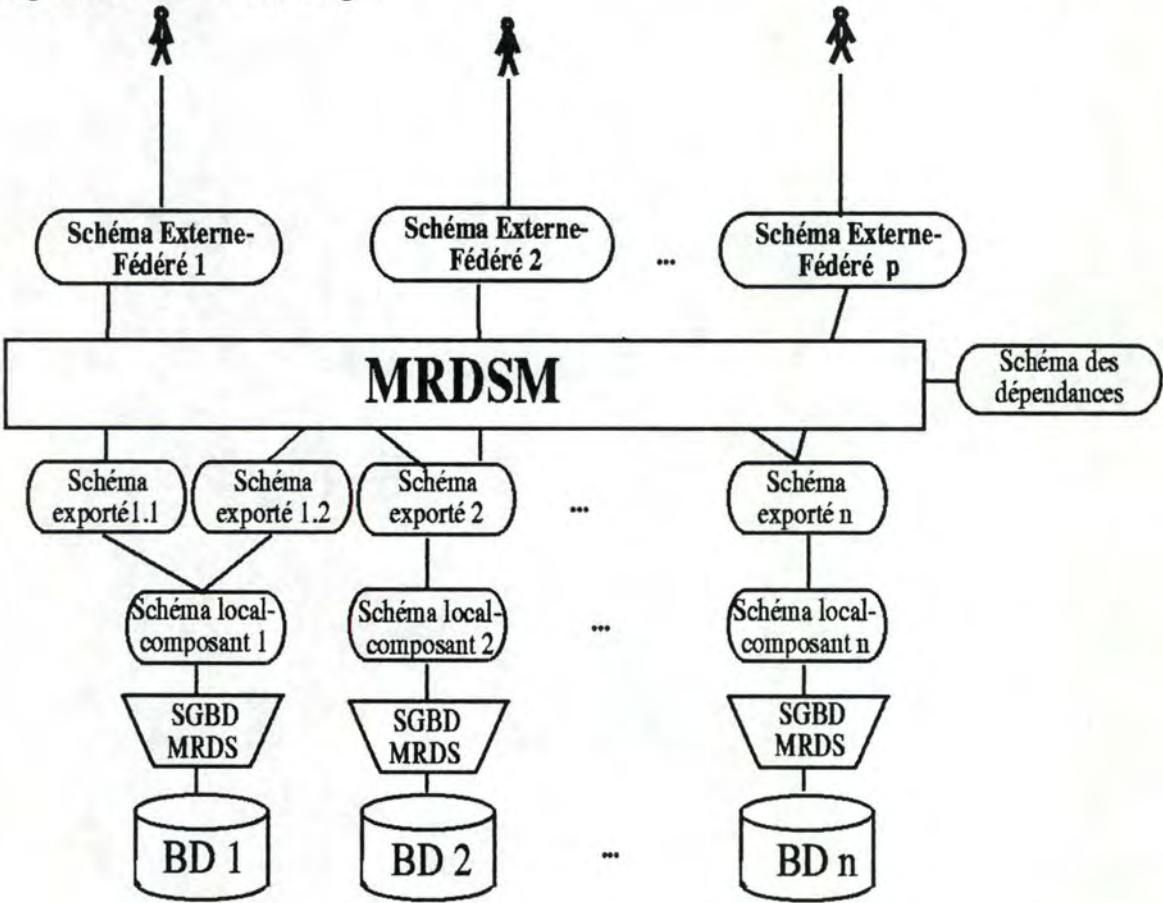 Schéma Externe-
Fédéré 1
Schéma Externe-
Fédéré 2
...
Schéma Externe-
Fédéré p
MRDSM
Schéma des
dépendances
Schéma
exporté1.1
Schéma
exporté 1.2
Schéma
exporté 2
...
Schéma
exporté n
Schéma local-
composant 1
Schéma local-
composant 2
...
Schéma local-
composant n
SGBD
MRDS
SGBD
MRDS
SGBD
MRDS
BD 1
BD 2
...
BD n